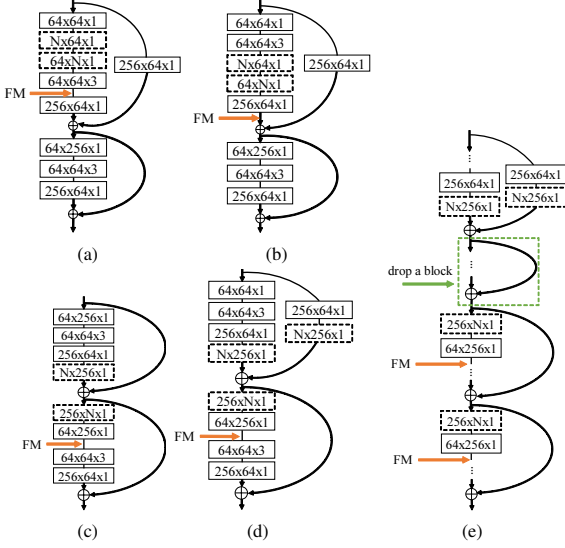 64x64x1
Nx64x1
64xNx1
64x64x3
256x64x1
256x64x1
FM
64x256x1
64x64x3
256x64x1
(a)
64x64x1
64x64x3
Nx64x1
64xNx1
256x64x1
256x64x1
FM
64x256x1
64x64x3
256x64x1
(b)
64x256x1
64x64x3
256x64x1
Nx256x1
256xNx1
64x256x1
FM
64x64x3
256x64x1
(c)
64x64x1
64x64x3
256x64x1
Nx256x1
256x64x1
Nx256x1
256xNx1
64x256x1
FM
64x64x3
256x64x1
(d)
256x64x1
Nx256x1
256x64x1
Nx256x1
drop a block
256xNx1
64x256x1
FM
256xNx1
64x256x1
FM
(e)